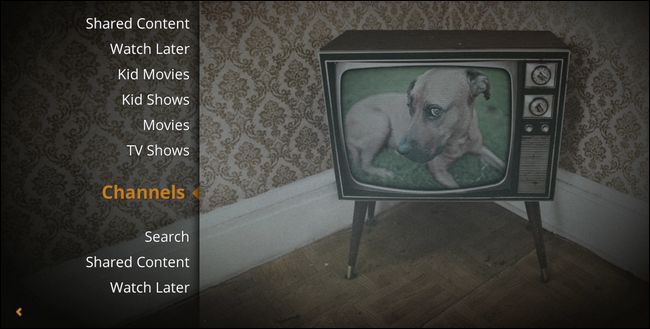 Shared Content
Watch Later
Kid Movies
Kid Shows
Movies
TV Shows
Channels
Search
Shared Content
Watch Later